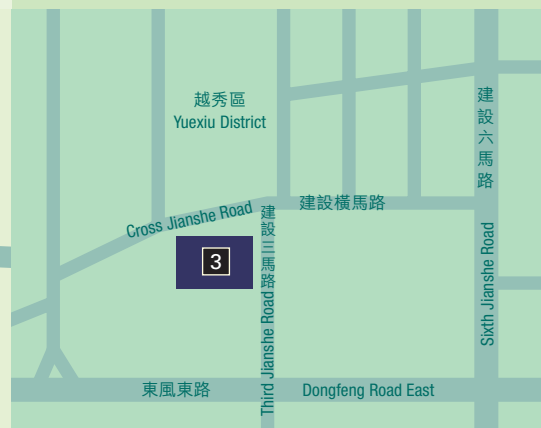 越秀區
Yuexiu District
建設六馬路
Cross Jianshe Road
建設橫馬路
建設三馬路
3
Sixth Jianshe Road
Third Jianshe Road
東風東路
Dongfeng Road East